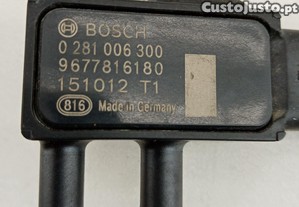 CustoJusto.pt
BOSCH
0 281 006 300
9677816180
151012 T1
816 Made in Germany